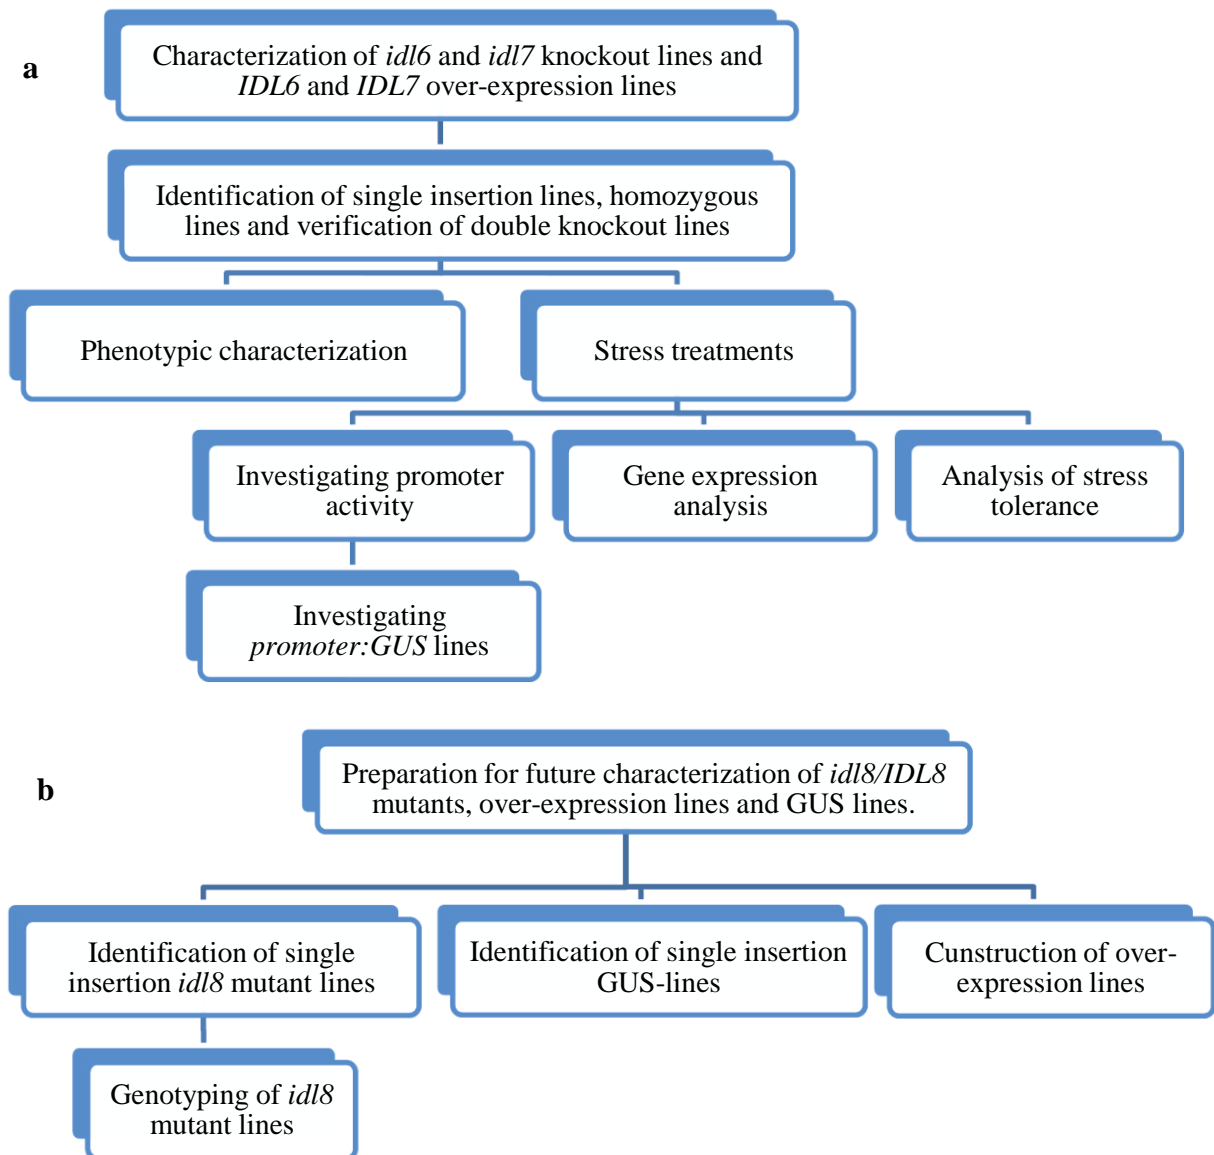 a
Characterization of idl6 and idl7 knockout lines and
IDL6 and IDL7 over-expression lines
Identification of single insertion lines, homozygous
lines and verification of double knockout lines
Phenotypic characterization
Stress treatments
Investigating promoter
activity
Gene expression
analysis
Analysis of stress
tolerance
Investigating
promoter:GUS lines
b
Preparation for future characterization of idl8/IDL8
mutants, over-expression lines and GUS lines.
Identification of single
insertion idl8 mutant lines
Identification of single insertion
GUS-lines
Cunstruction of over-
expression lines
Genotyping of idl8
mutant lines